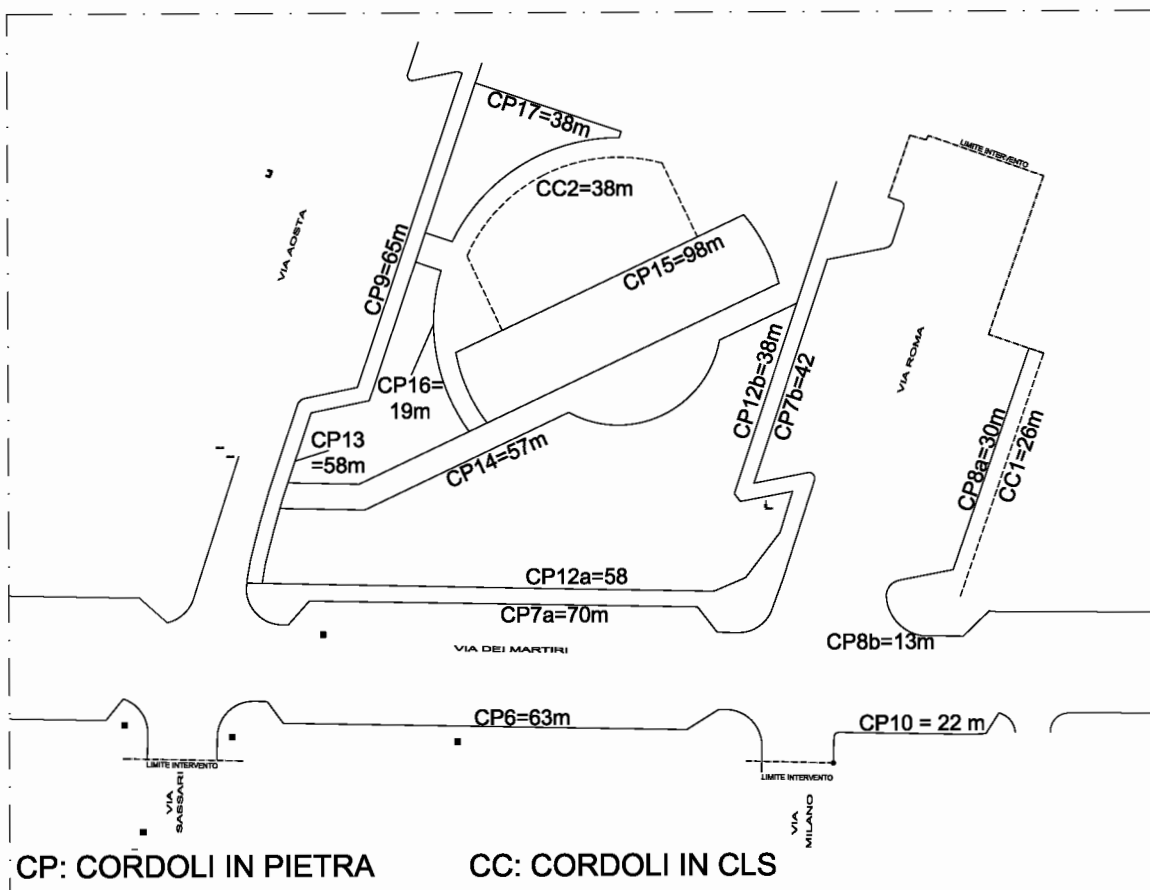 CP17=38m
LIMITE INTERVENTO
CC2=38m
VIA AOSTA
CP15=98m
CP9=65m
VIA ROMA
CP12b=38m
CP7b=42
CP16=
19m
CP13
=58m
CP14=57m
CP8a=30m
CC1=26m
CP12a=58
CP7a=70m
VIA DEI MARTIRI
CP8b=13m
CP6=63m
CP10 = 22 m
LIMITE INTERVENTO
LIMITE INTERVENTO
VIA
SASSARI
VIA
MILANO
CP: CORDOLI IN PIETRA
CC: CORDOLI IN CLS